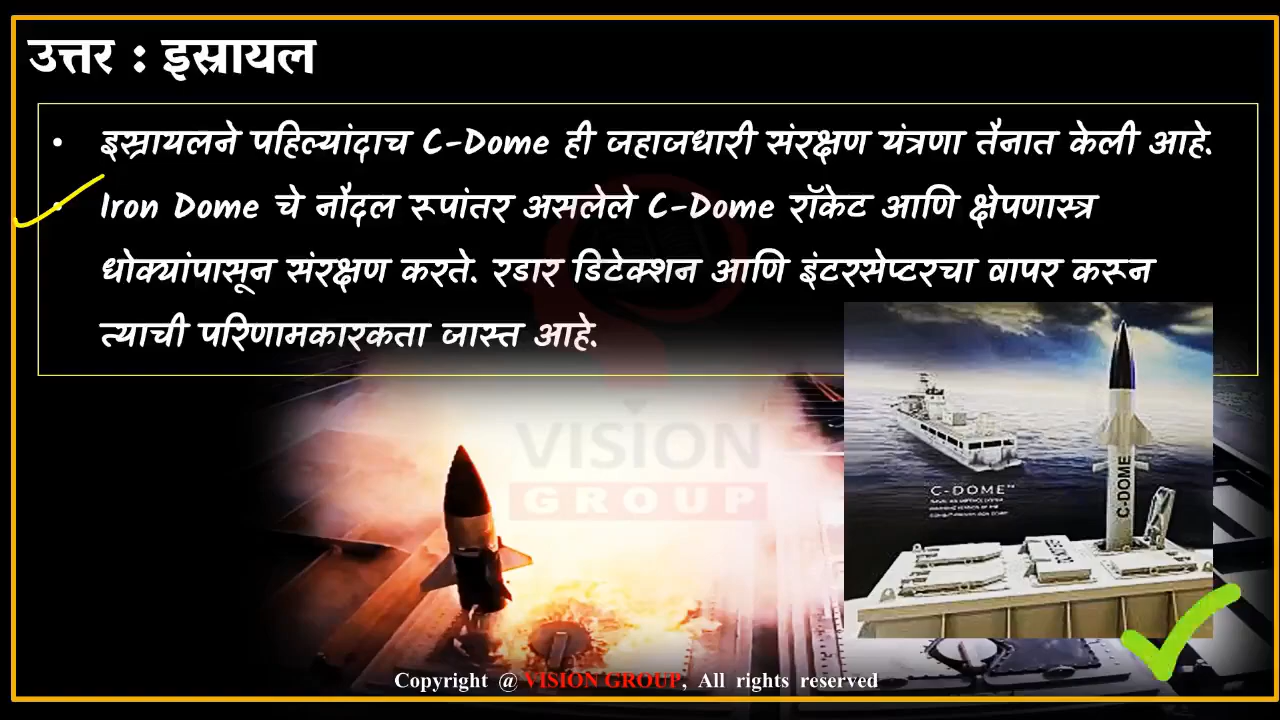 उत्तर : इस्रायल
• इस्रायलने पहिल्यांदाच C-Dome ही जहाजधारी संरक्षण यंत्रणा तैनात केली आहे.
• Iron Dome चे नौदल रूपांतर असलेले C-Dome रॉकेट आणि क्षेपणास्त्र
धोक्यांपासून संरक्षण करते. रडार डिटेक्शन आणि इंटरसेप्टरचा वापर करून
त्याची परिणामकारकता जास्त आहे.
VISION
GROUP
C-DOME™
C-DOME
Copyright @ VISION GROUP, All rights reserved